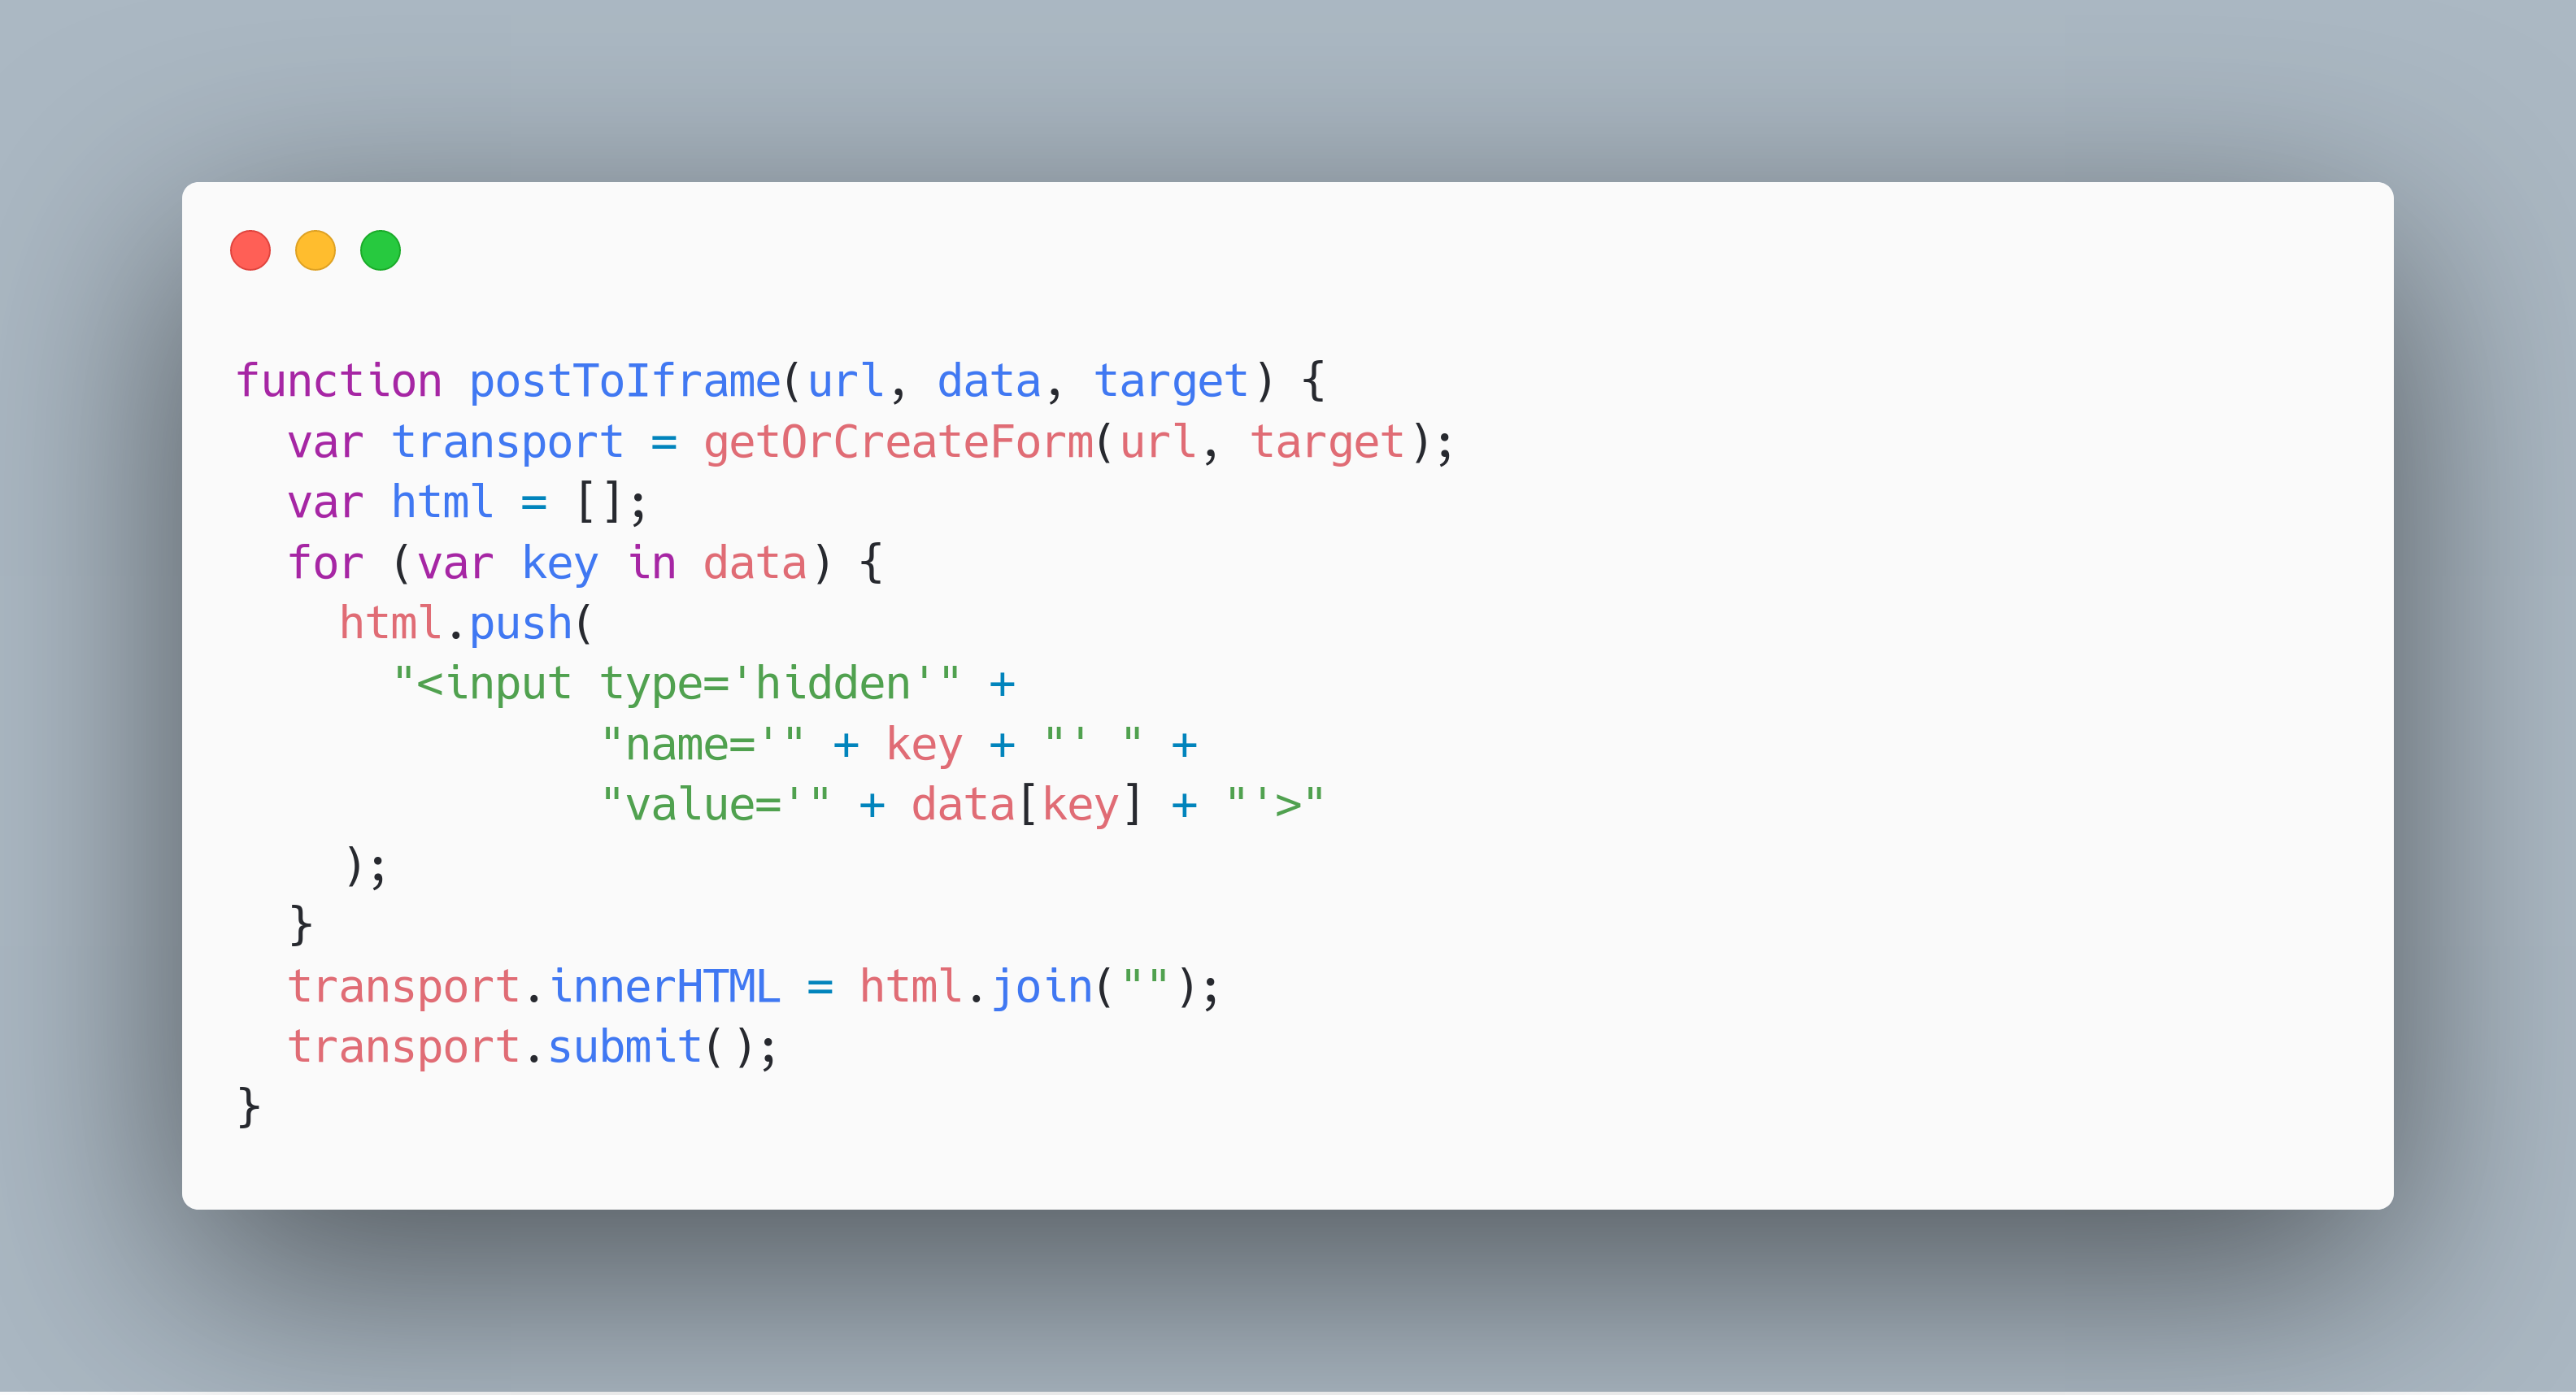 function postToIframe(url, data, target) {
  var transport = getOrCreateForm(url, target);
  var html = [];
  for (var key in data) {
    html.push(
      "<input type='hidden'" +
              "name='" + key + "' " +
              "value='" + data[key] + "'>"
    );
  }
  transport.innerHTML = html.join("");
  transport.submit();
}